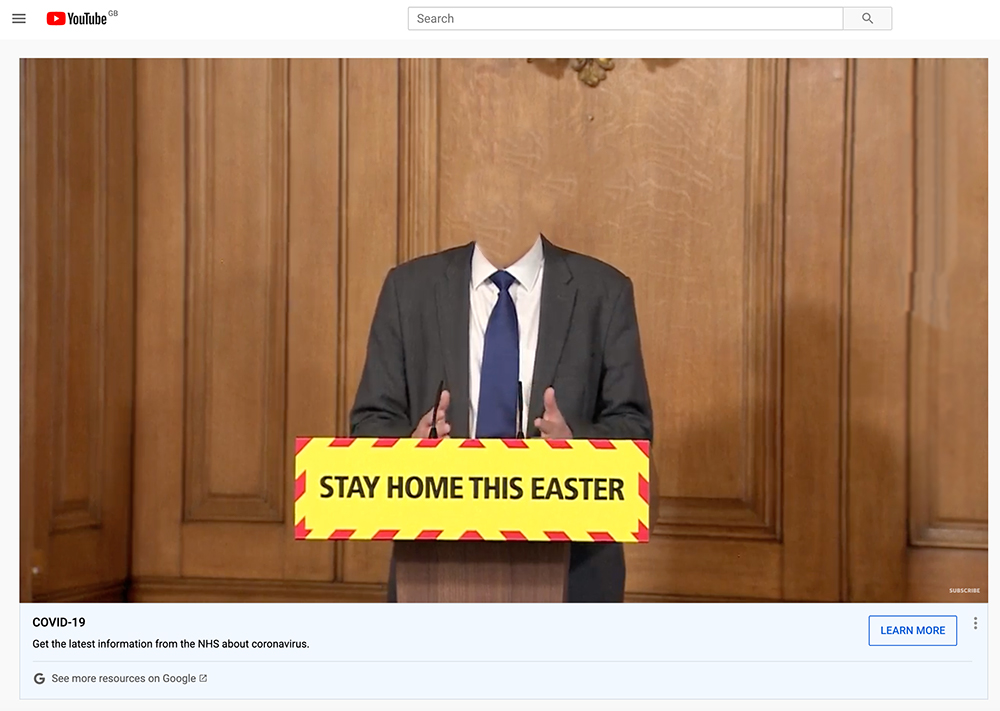 YouTube GB
Search
STAY HOME THIS EASTER
SUBSCRIBE
COVID-19
Get the latest information from the NHS about coronavirus.
LEARN MORE
See more resources on Google